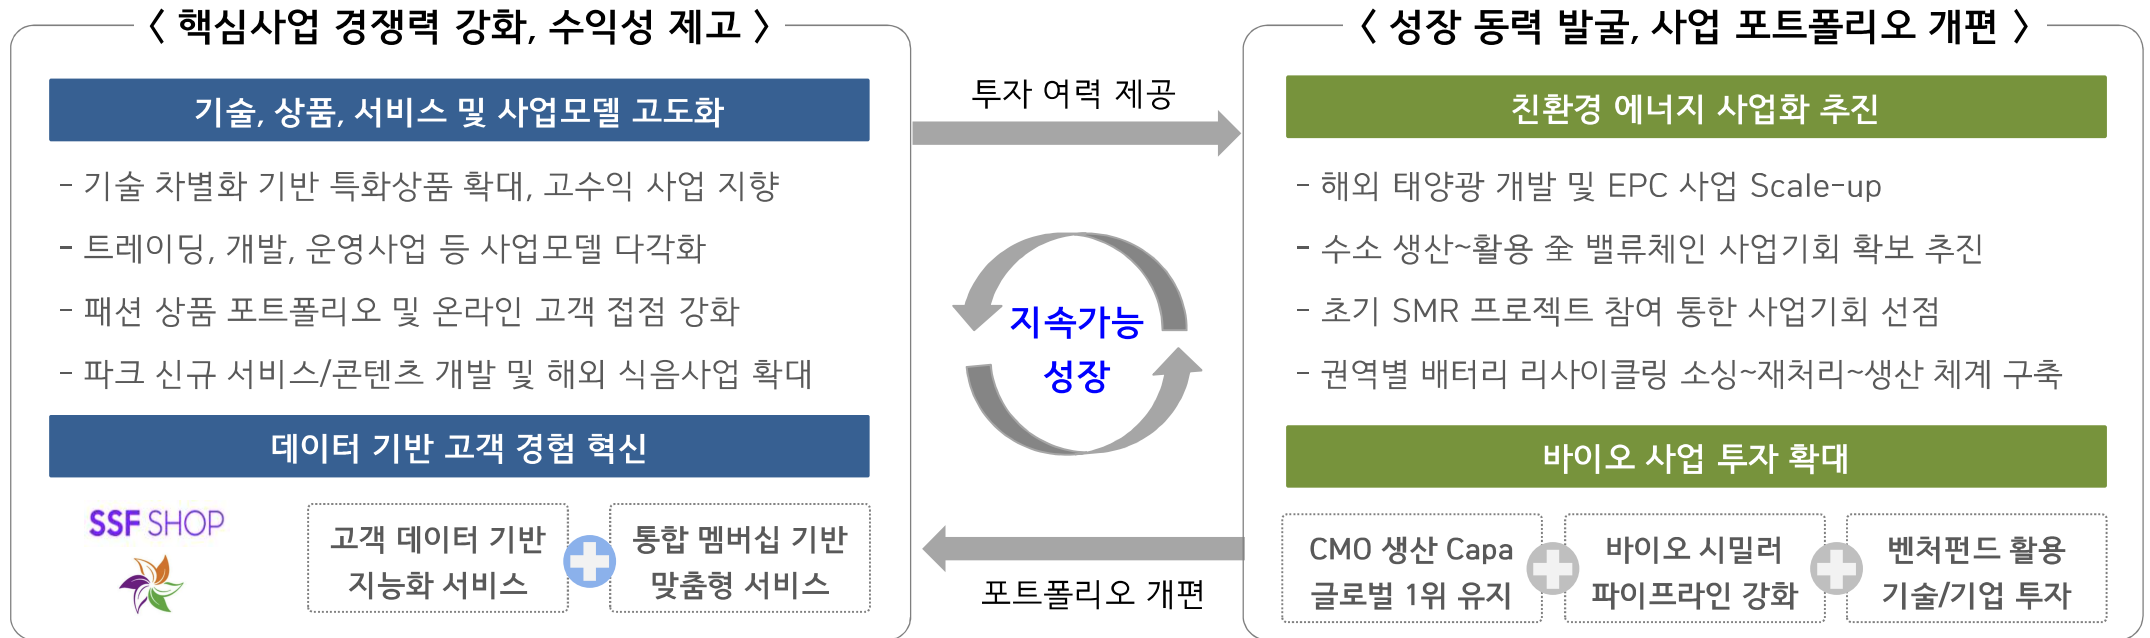 〈 핵심사업 경쟁력 강화, 수익성 제고 〉
기술, 상품, 서비스 및 사업모델 고도화
- 기술 차별화 기반 특화상품 확대, 고수익 사업 지향
- 트레이딩, 개발, 운영사업 등 사업모델 다각화
- 패션 상품 포트폴리오 및 온라인 고객 접점 강화
- 파크 신규 서비스/콘텐츠 개발 및 해외 식음사업 확대
데이터 기반 고객 경험 혁신
SSF SHOP
고객 데이터 기반
지능화 서비스
통합 멤버십 기반
맞춤형 서비스
투자 여력 제공
지속가능
성장
포트폴리오 개편
〈 성장 동력 발굴, 사업 포트폴리오 개편 〉
친환경 에너지 사업화 추진
- 해외 태양광 개발 및 EPC 사업 Scale-up
- 수소 생산~활용 全 밸류체인 사업기회 확보 추진
- 초기 SMR 프로젝트 참여 통한 사업기회 선점
- 권역별 배터리 리사이클링 소싱~재처리~생산 체계 구축
바이오 사업 투자 확대
CMO 생산 Capa
글로벌 1위 유지
바이오 시밀러
파이프라인 강화
벤처펀드 활용
기술/기업 투자